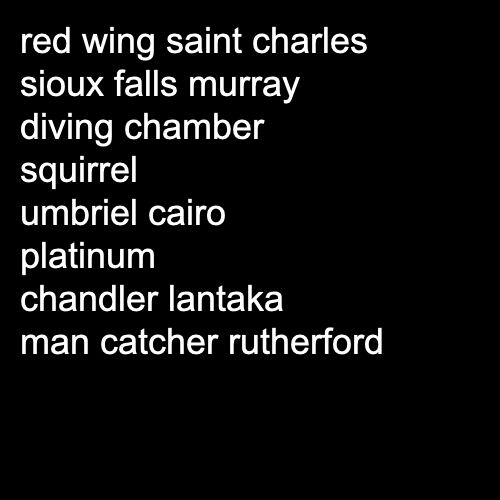 red wing saint charles
sioux falls murray
diving chamber
squirrel
umbriel cairo
platinum
chandler lantaka
man catcher rutherford